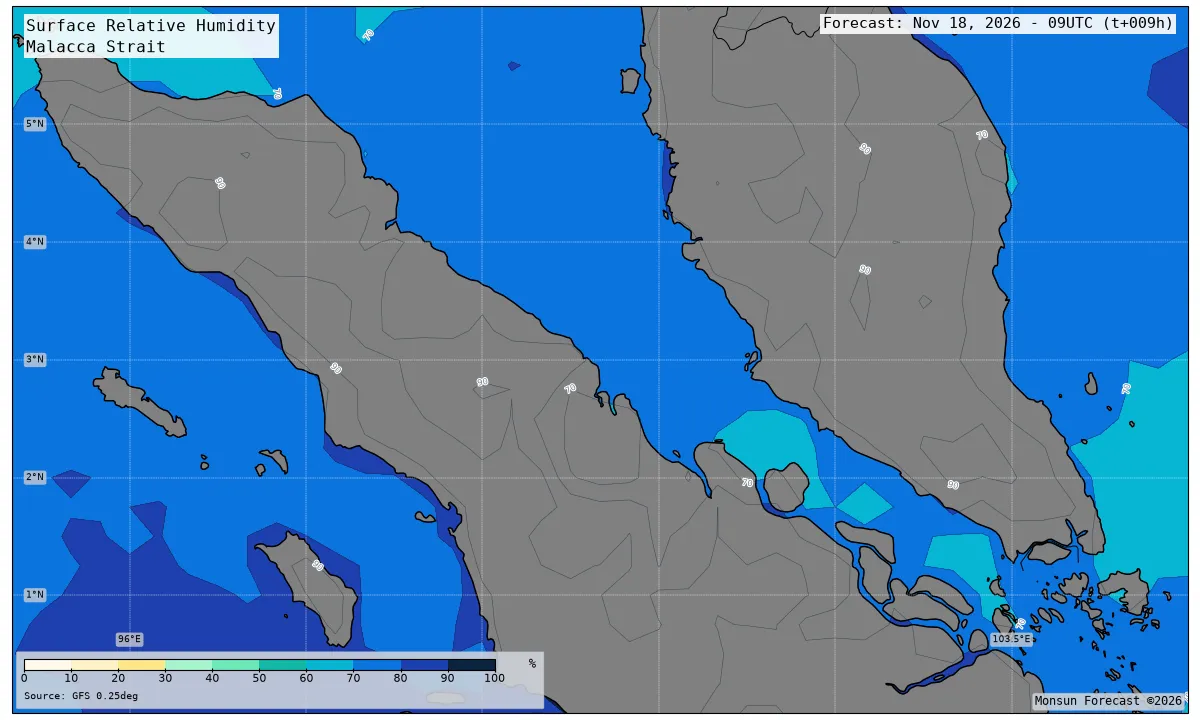 Surface Relative Humidity
Malacca Strait
Forecast: Nov 18, 2026 - 09UTC (t+009h)
70
70
5°N
70
90
90
4°N
90
3°N
90
90
70
70
2°N
70
90
90
1°N
70
96°E
103.5°E
%
0 10 20 30 40 50 60 70 80 90 100
Source: GFS 0.25deg
Monsun Forecast ©2026